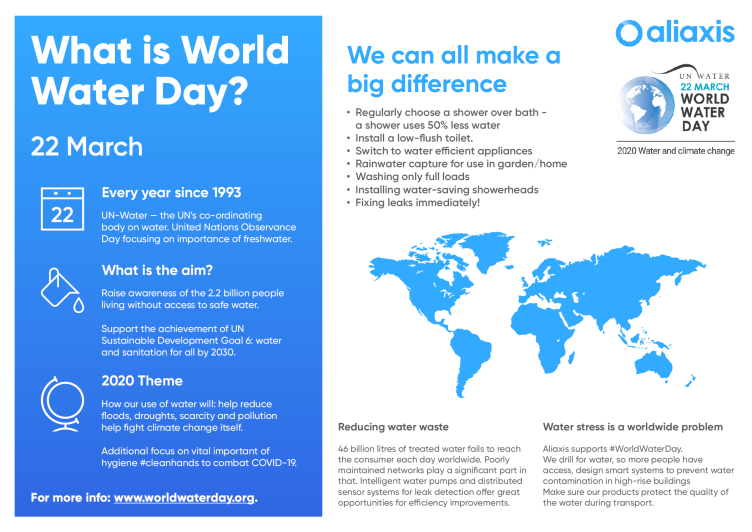 What is World
Water Day?
22 March
22
Every year since 1993
UN-Water — the UN's co-ordinating
body on water. United Nations Observance
Day focusing on importance of freshwater.
What is the aim?
Raise awareness of the 2.2 billion people
living without access to safe water.
Support the achievement of UN
Sustainable Development Goal 6: water
and sanitation for all by 2030.
2020 Theme
How our use of water will: help reduce
floods, droughts, scarcity and pollution
help fight climate change itself.
Additional focus on vital important of
hygiene #cleanhands to combat COVID-19.
For more info: www.worldwaterday.org.
We can all make a
big difference
• Regularly choose a shower over bath -
a shower uses 50% less water
• Install a low-flush toilet.
• Switch to water efficient appliances
• Rainwater capture for use in garden/home
• Washing only full loads
• Installing water-saving showerheads
• Fixing leaks immediately!
aliaxis
UN WATER
22 MARCH
WORLD
WATER
DAY
2020 Water and climate change
Reducing water waste
46 billion litres of treated water fails to reach
the consumer each day worldwide. Poorly
maintained networks play a significant part in
that. Intelligent water pumps and distributed
sensor systems for leak detection offer great
opportunities for efficiency improvements.
Water stress is a worldwide problem
Aliaxis supports #WorldWaterDay.
We drill for water, so more people have
access, design smart systems to prevent water
contamination in high-rise buildings
Make sure our products protect the quality of
the water during transport.